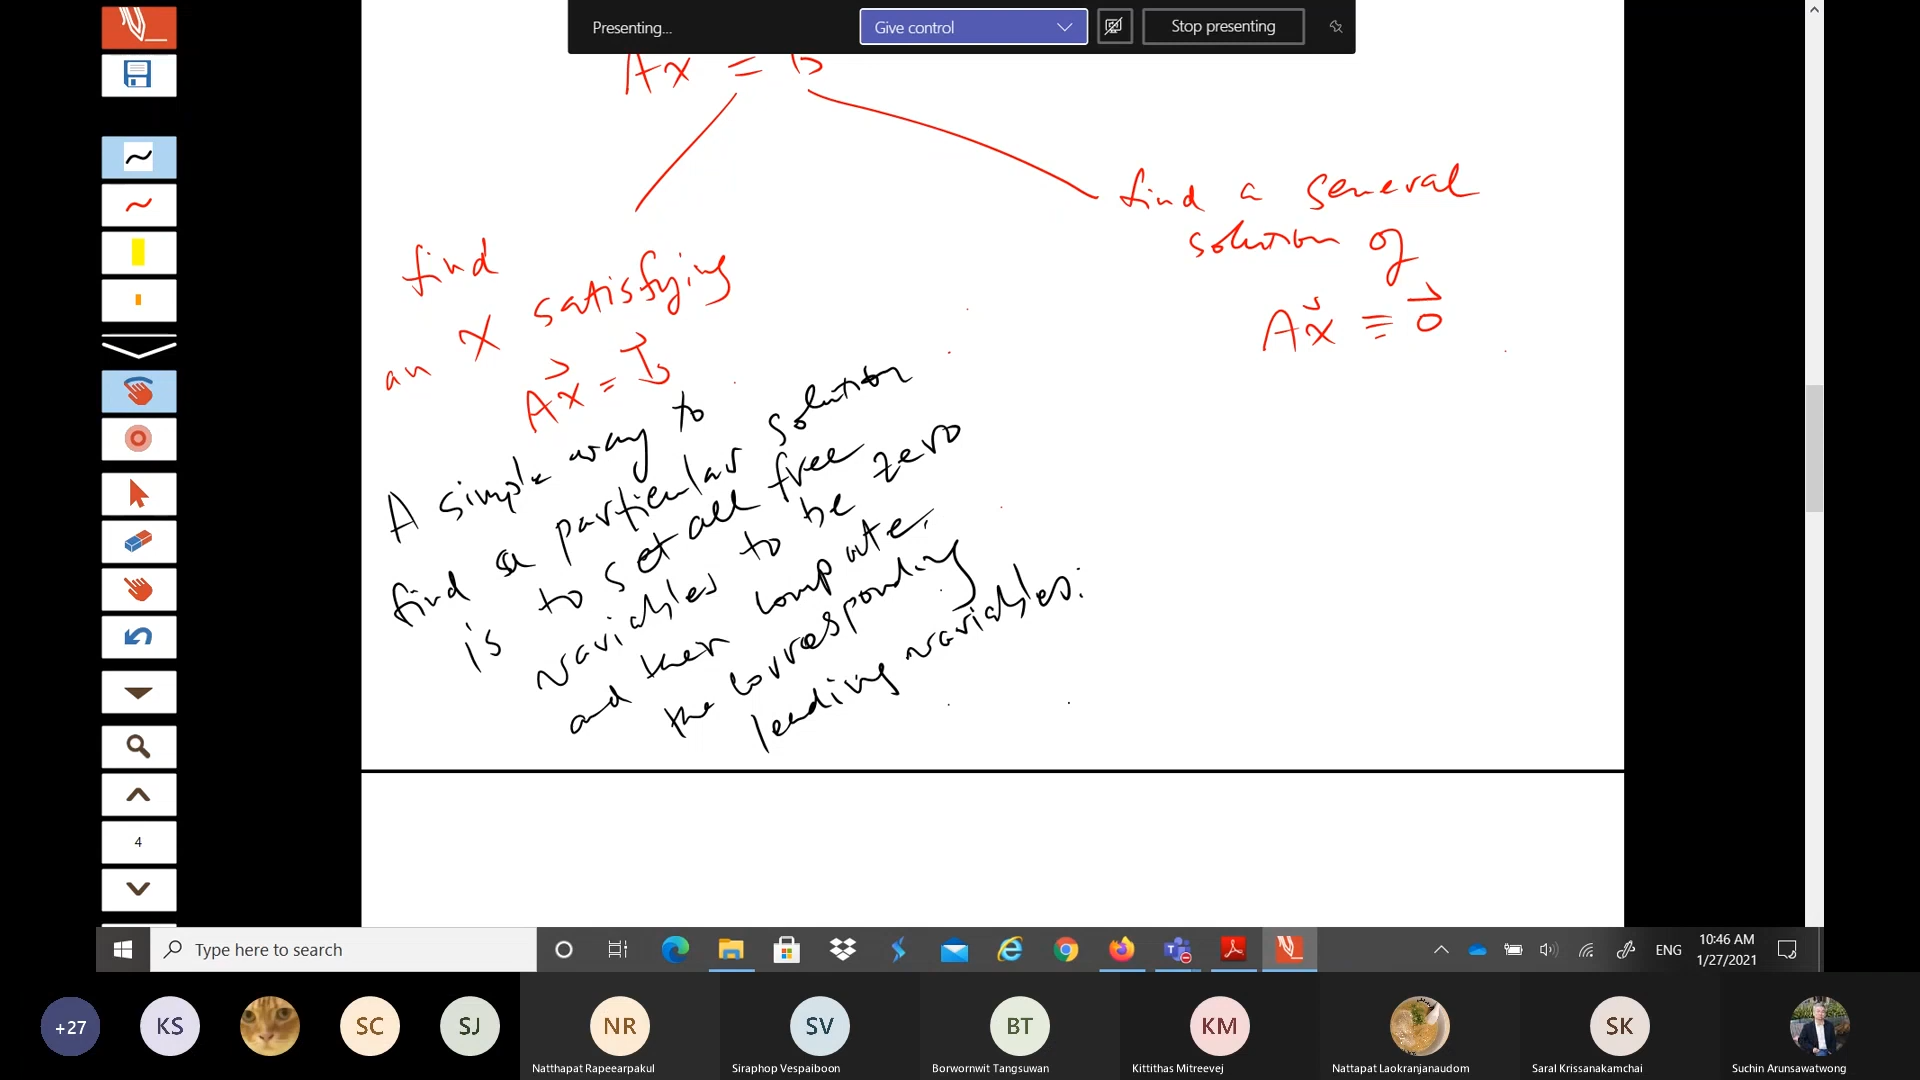 Presenting...
Give control
Stop presenting
Ax = b
find a general
solution of
Ax = 0
find
an x satisfying
Ax = b
A simple way to
find a particular solution
is to set all free
variables to be zero
and then compute
the corresponding
leading variables.
4
Type here to search
ENG
10:46 AM
1/27/2021
+27
KS
SC
SJ
NR
SV
BT
KM
SK
Natthapat Rapeearpakul
Siraphop Vespaiboon
Borwornwit Tangsuwan
Kittithas Mitreevej
Nattapat Laokranjanaudom
Saral Krissanakamchai
Suchin Arunsawatwong